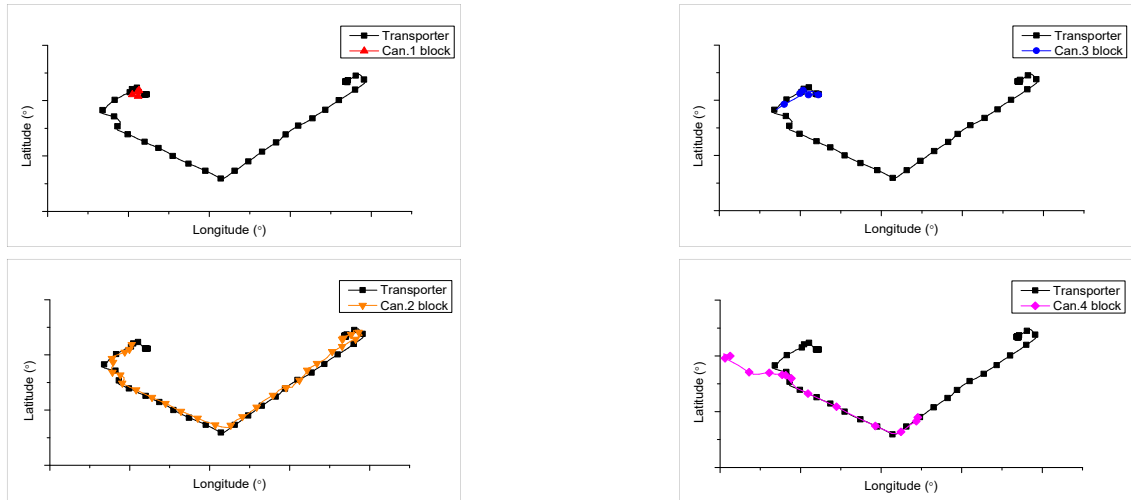 Transporter
Can.1 block
Latitude (°)
Longitude (°)
Transporter
Can.3 block
Latitude (°)
Longitude (°)
Transporter
Can.2 block
Latitude (°)
Longitude (°)
Transporter
Can.4 block
Latitude (°)
Longitude (°)